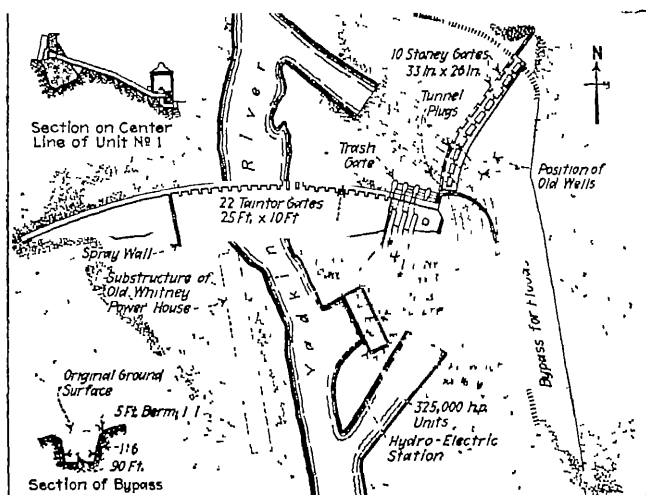 10 Stoney Gates
33 In. x 26 In.
Tunnel
Plugs
N
River
Section on Center
Line of Unit Nº 1
Trash
Gate
Position of
Old Wells
22 Taintor Gates
25 Ft. x 10 Ft
Spray Wall
Substructure of
Old Whitney
Power House
Yadkin
Bypass for Floods
Original Ground
Surface
5 Ft. Berm, 1 1
116
90 Ft.
Section of Bypass
325,000 h.p.
Units
Hydro-Electric
Station